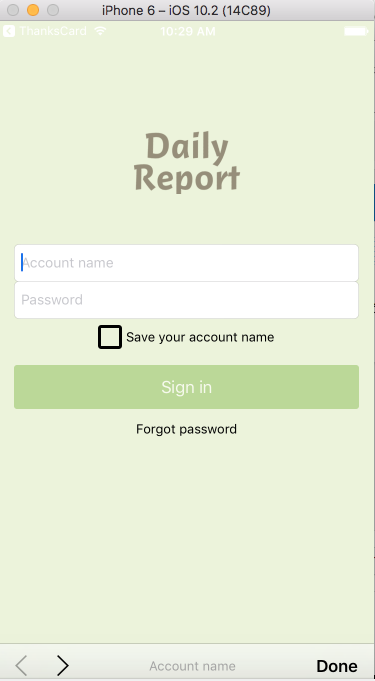 iPhone 6 – iOS 10.2 (14C89)
ThanksCard 10:29 AM
Daily
Report
Account name
Password
Save your account name
Sign in
Forgot password
Account name Done